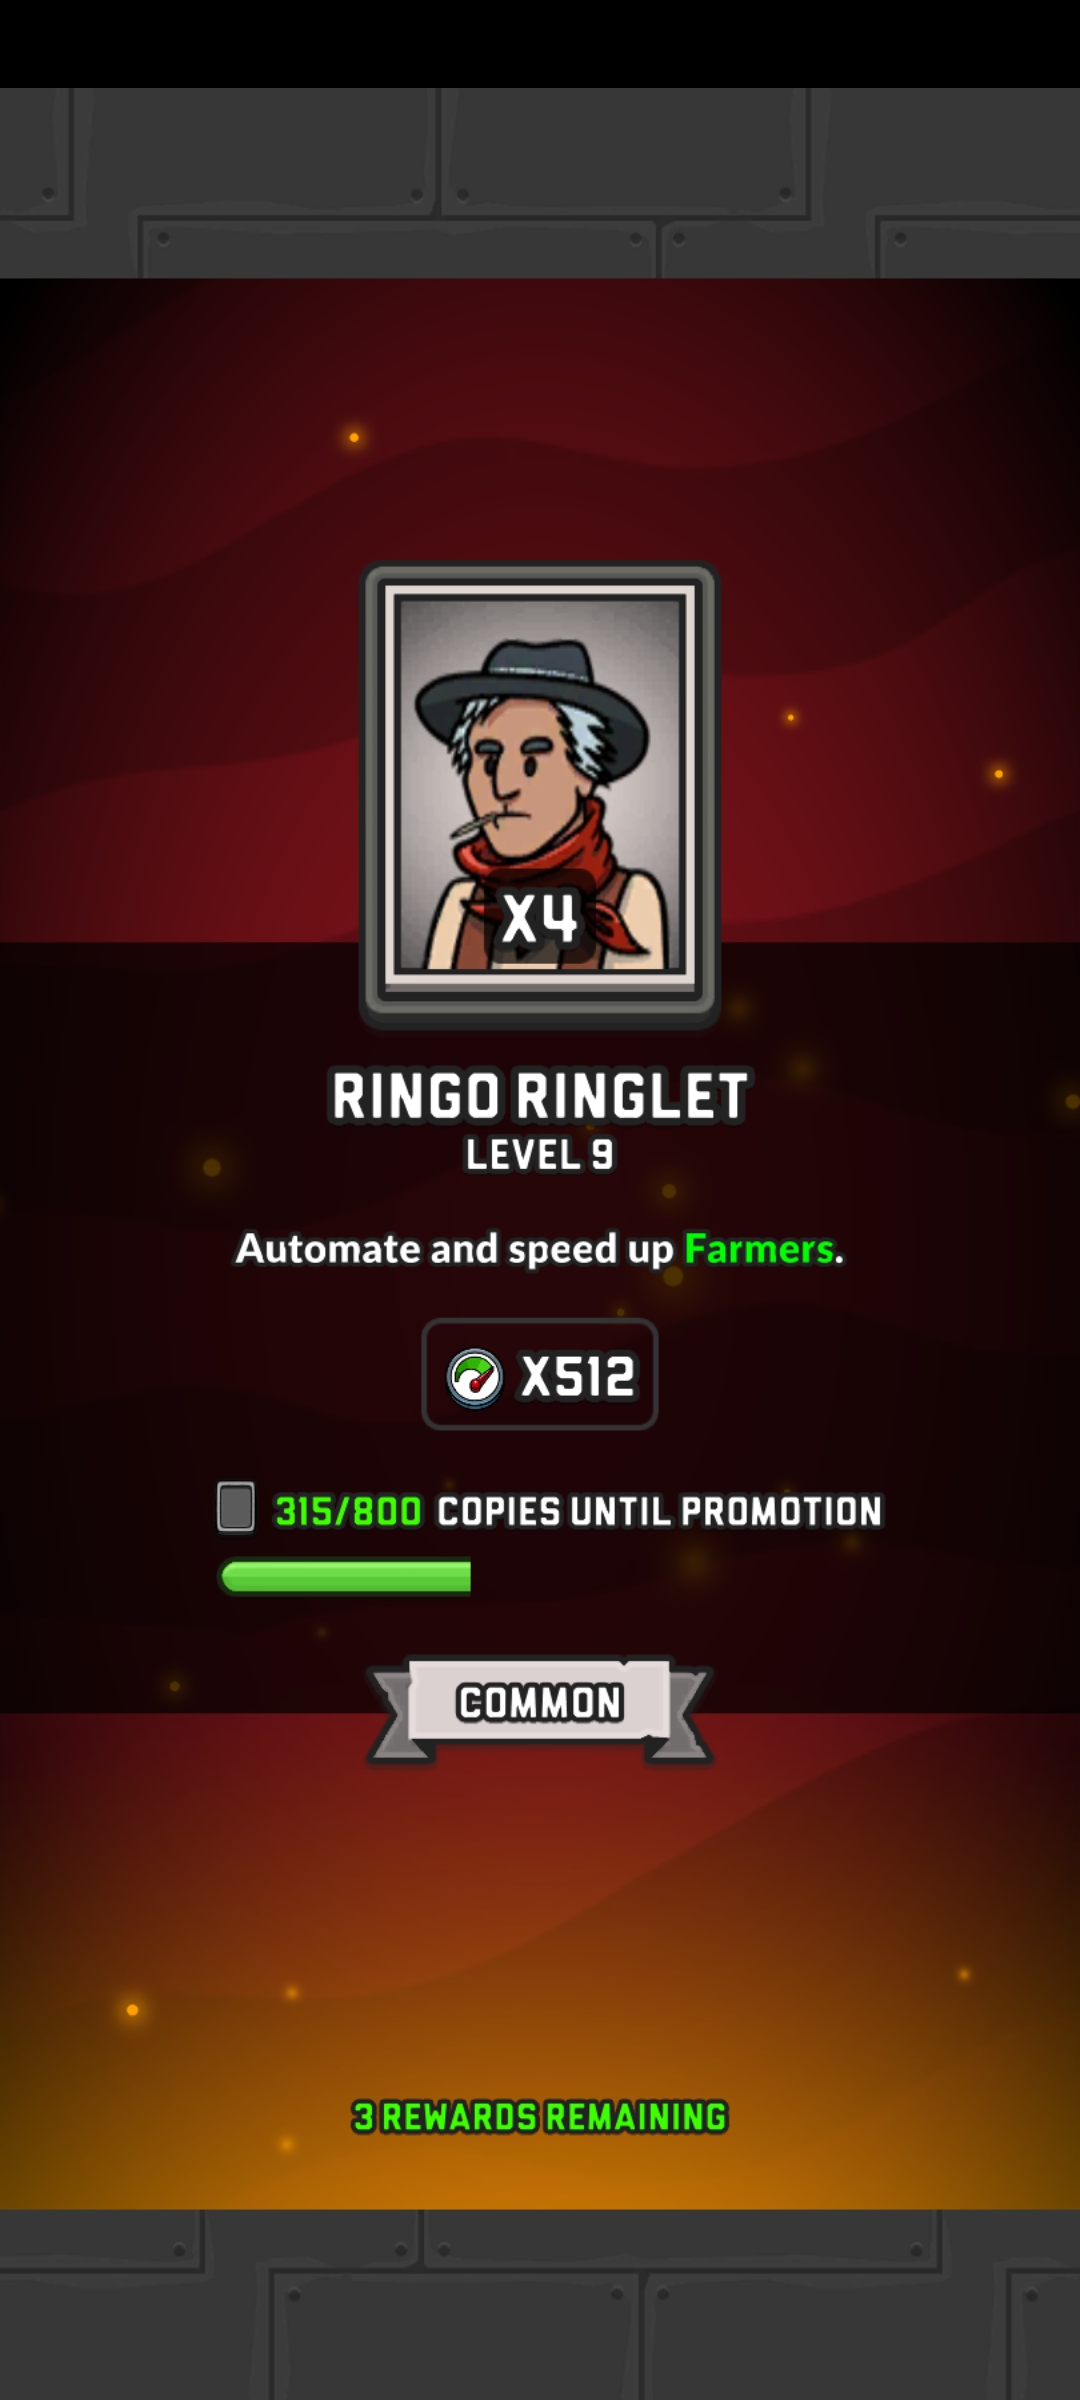 X4
RINGO RINGLET
LEVEL 9
Automate and speed up Farmers.
X512
315/800 COPIES UNTIL PROMOTION
COMMON
3 REWARDS REMAINING